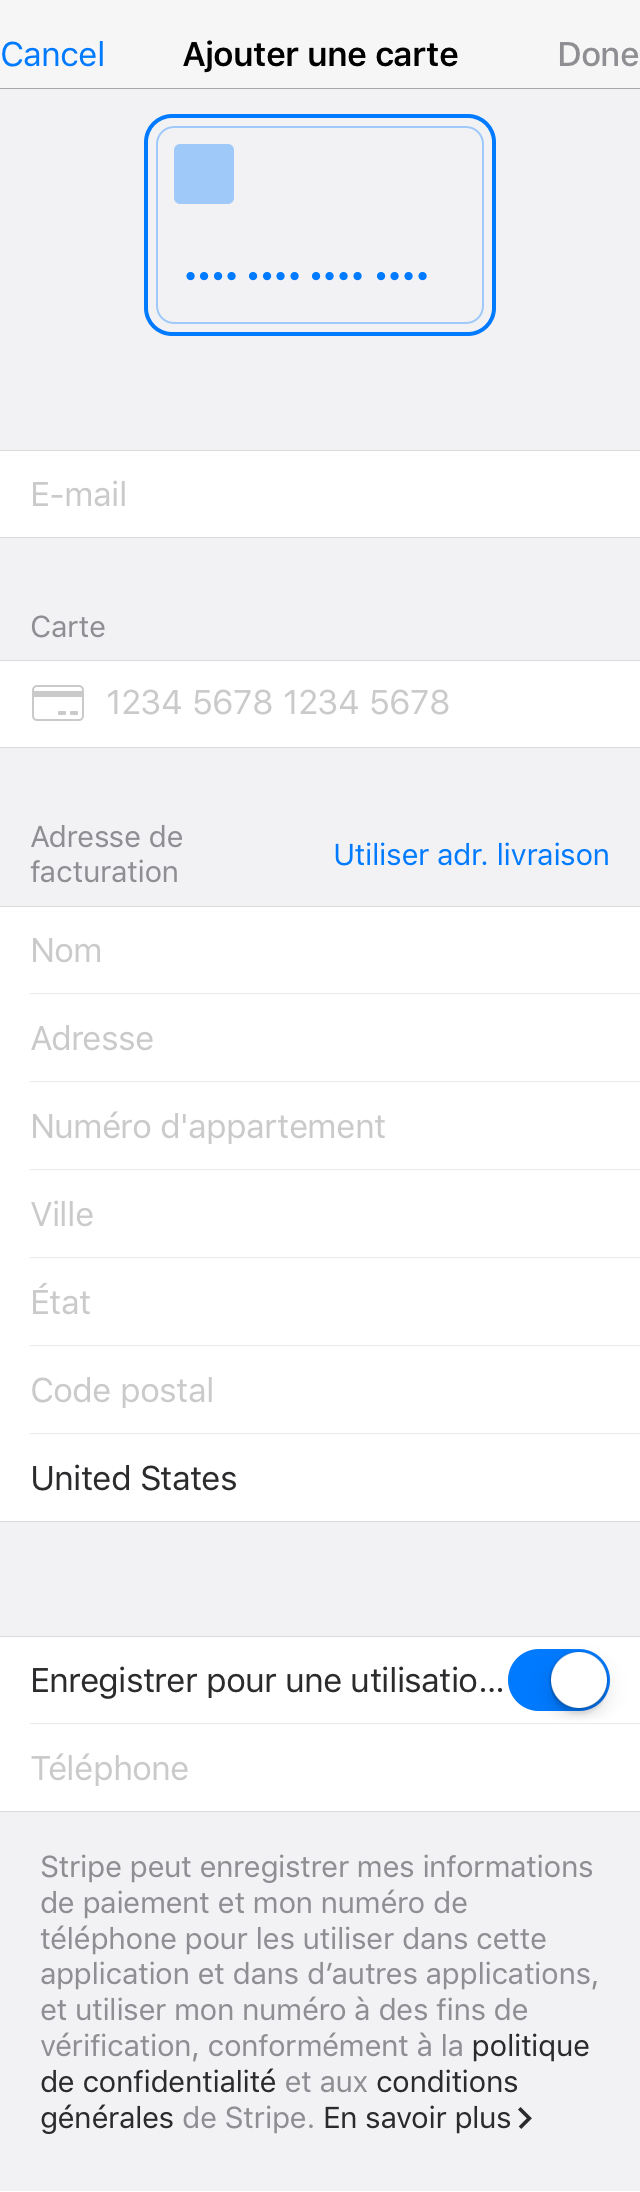 Cancel Ajouter une carte Done
•••• •••• •••• ••••
E-mail
Carte
1234 5678 1234 5678
Adresse de
facturation
Utiliser adr. livraison
Nom
Adresse
Numéro d'appartement
Ville
État
Code postal
United States
Enregistrer pour une utilisatio...
Téléphone
Stripe peut enregistrer mes informations
de paiement et mon numéro de
téléphone pour les utiliser dans cette
application et dans d’autres applications,
et utiliser mon numéro à des fins de
vérification, conformément à la politique
de confidentialité et aux conditions
générales de Stripe. En savoir plus